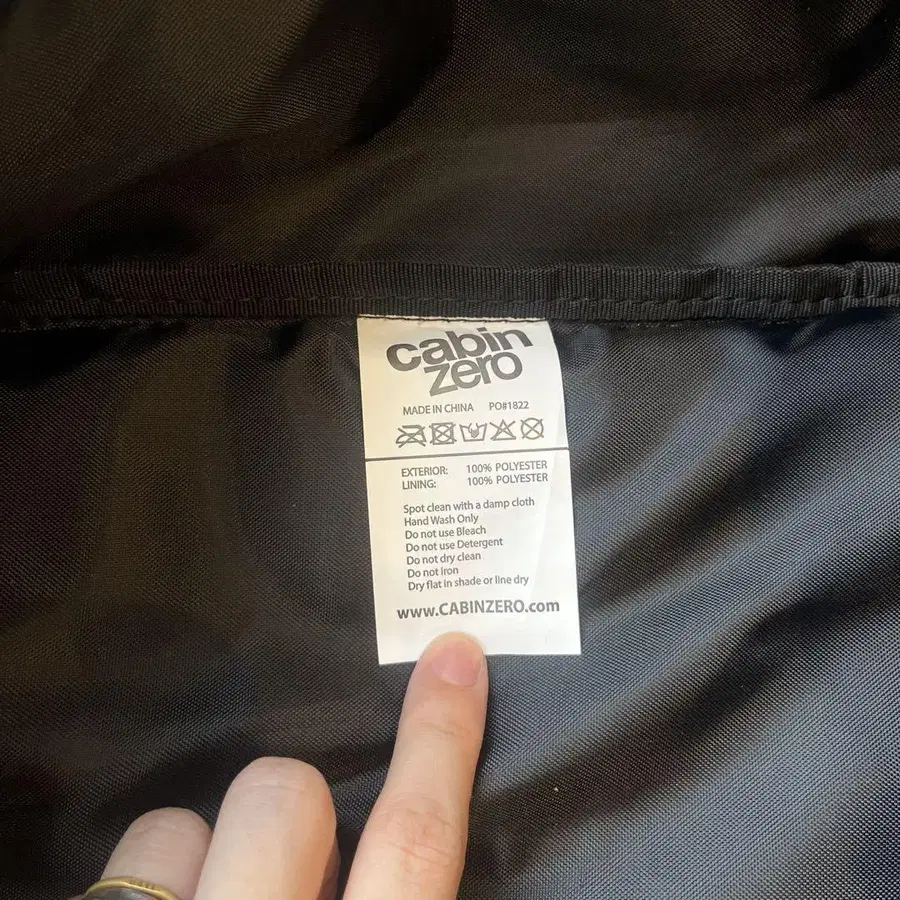 cabin
zero
MADE IN CHINA PO#1822
EXTERIOR: 100% POLYESTER
LINING: 100% POLYESTER
Spot clean with a damp cloth
Hand Wash Only
Do not use Bleach
Do not use Detergent
Do not dry clean
Do not iron
Dry flat in shade or line dry
www.CABINZERO.com